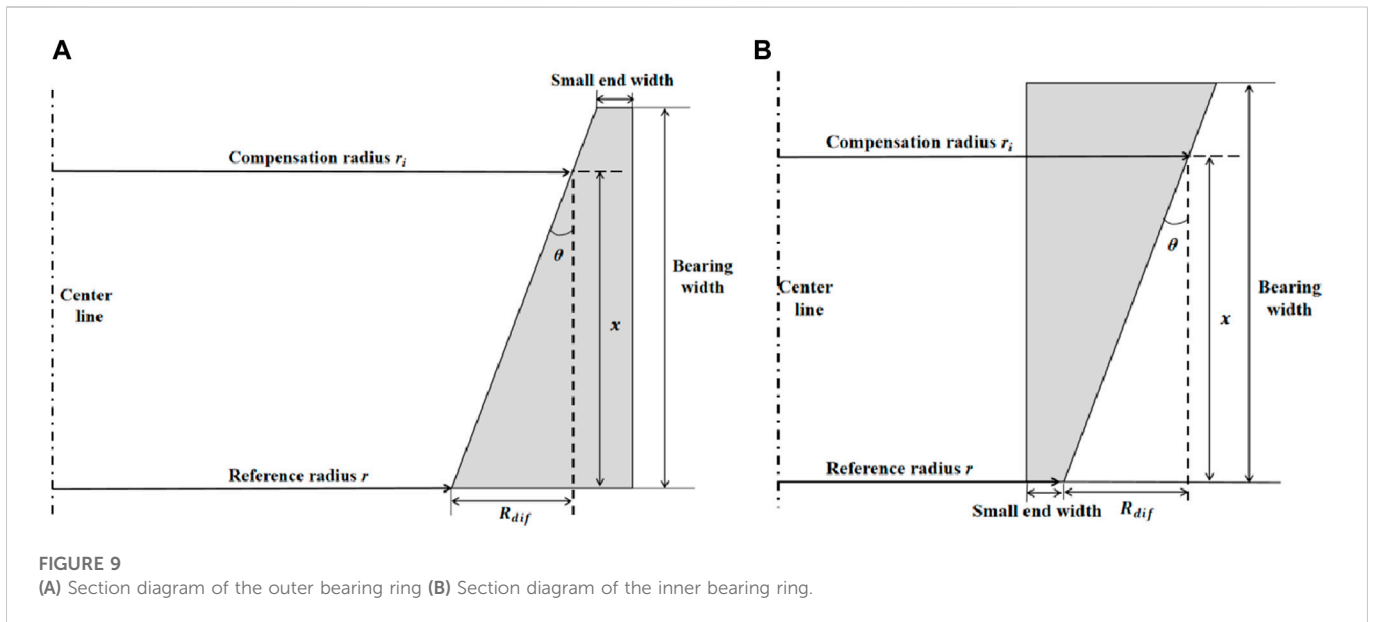 A
Small end width
Compensation radius r_i
θ
Center
line
x
Bearing
width
Reference radius r
R_dif
B
Compensation radius r_i
θ
Center
line
x
Bearing
width
Reference radius r
Small end width
R_dif
FIGURE 9
(A) Section diagram of the outer bearing ring (B) Section diagram of the inner bearing ring.